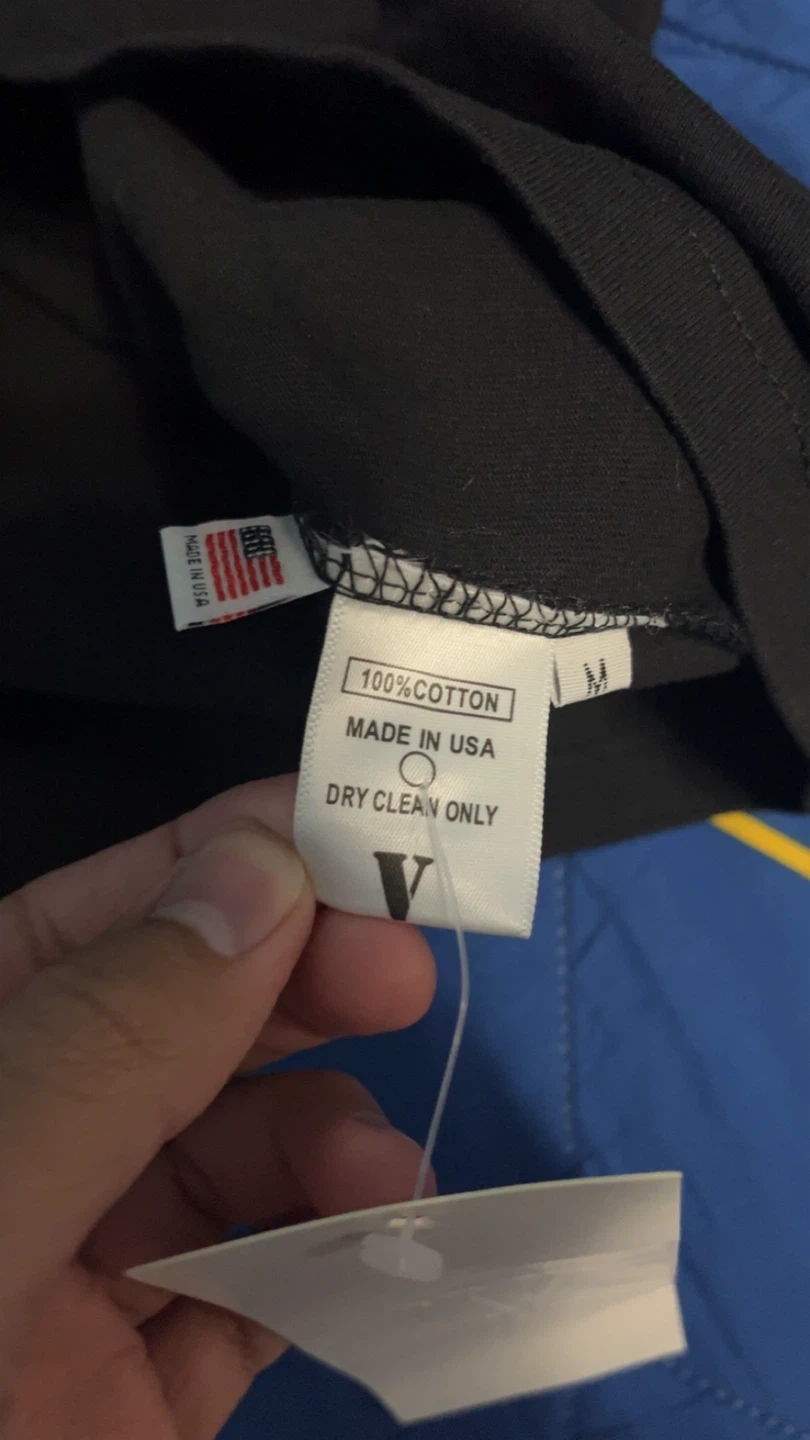 MADE IN USA
100%COTTON
MADE IN USA
DRY CLEAN ONLY
V
M